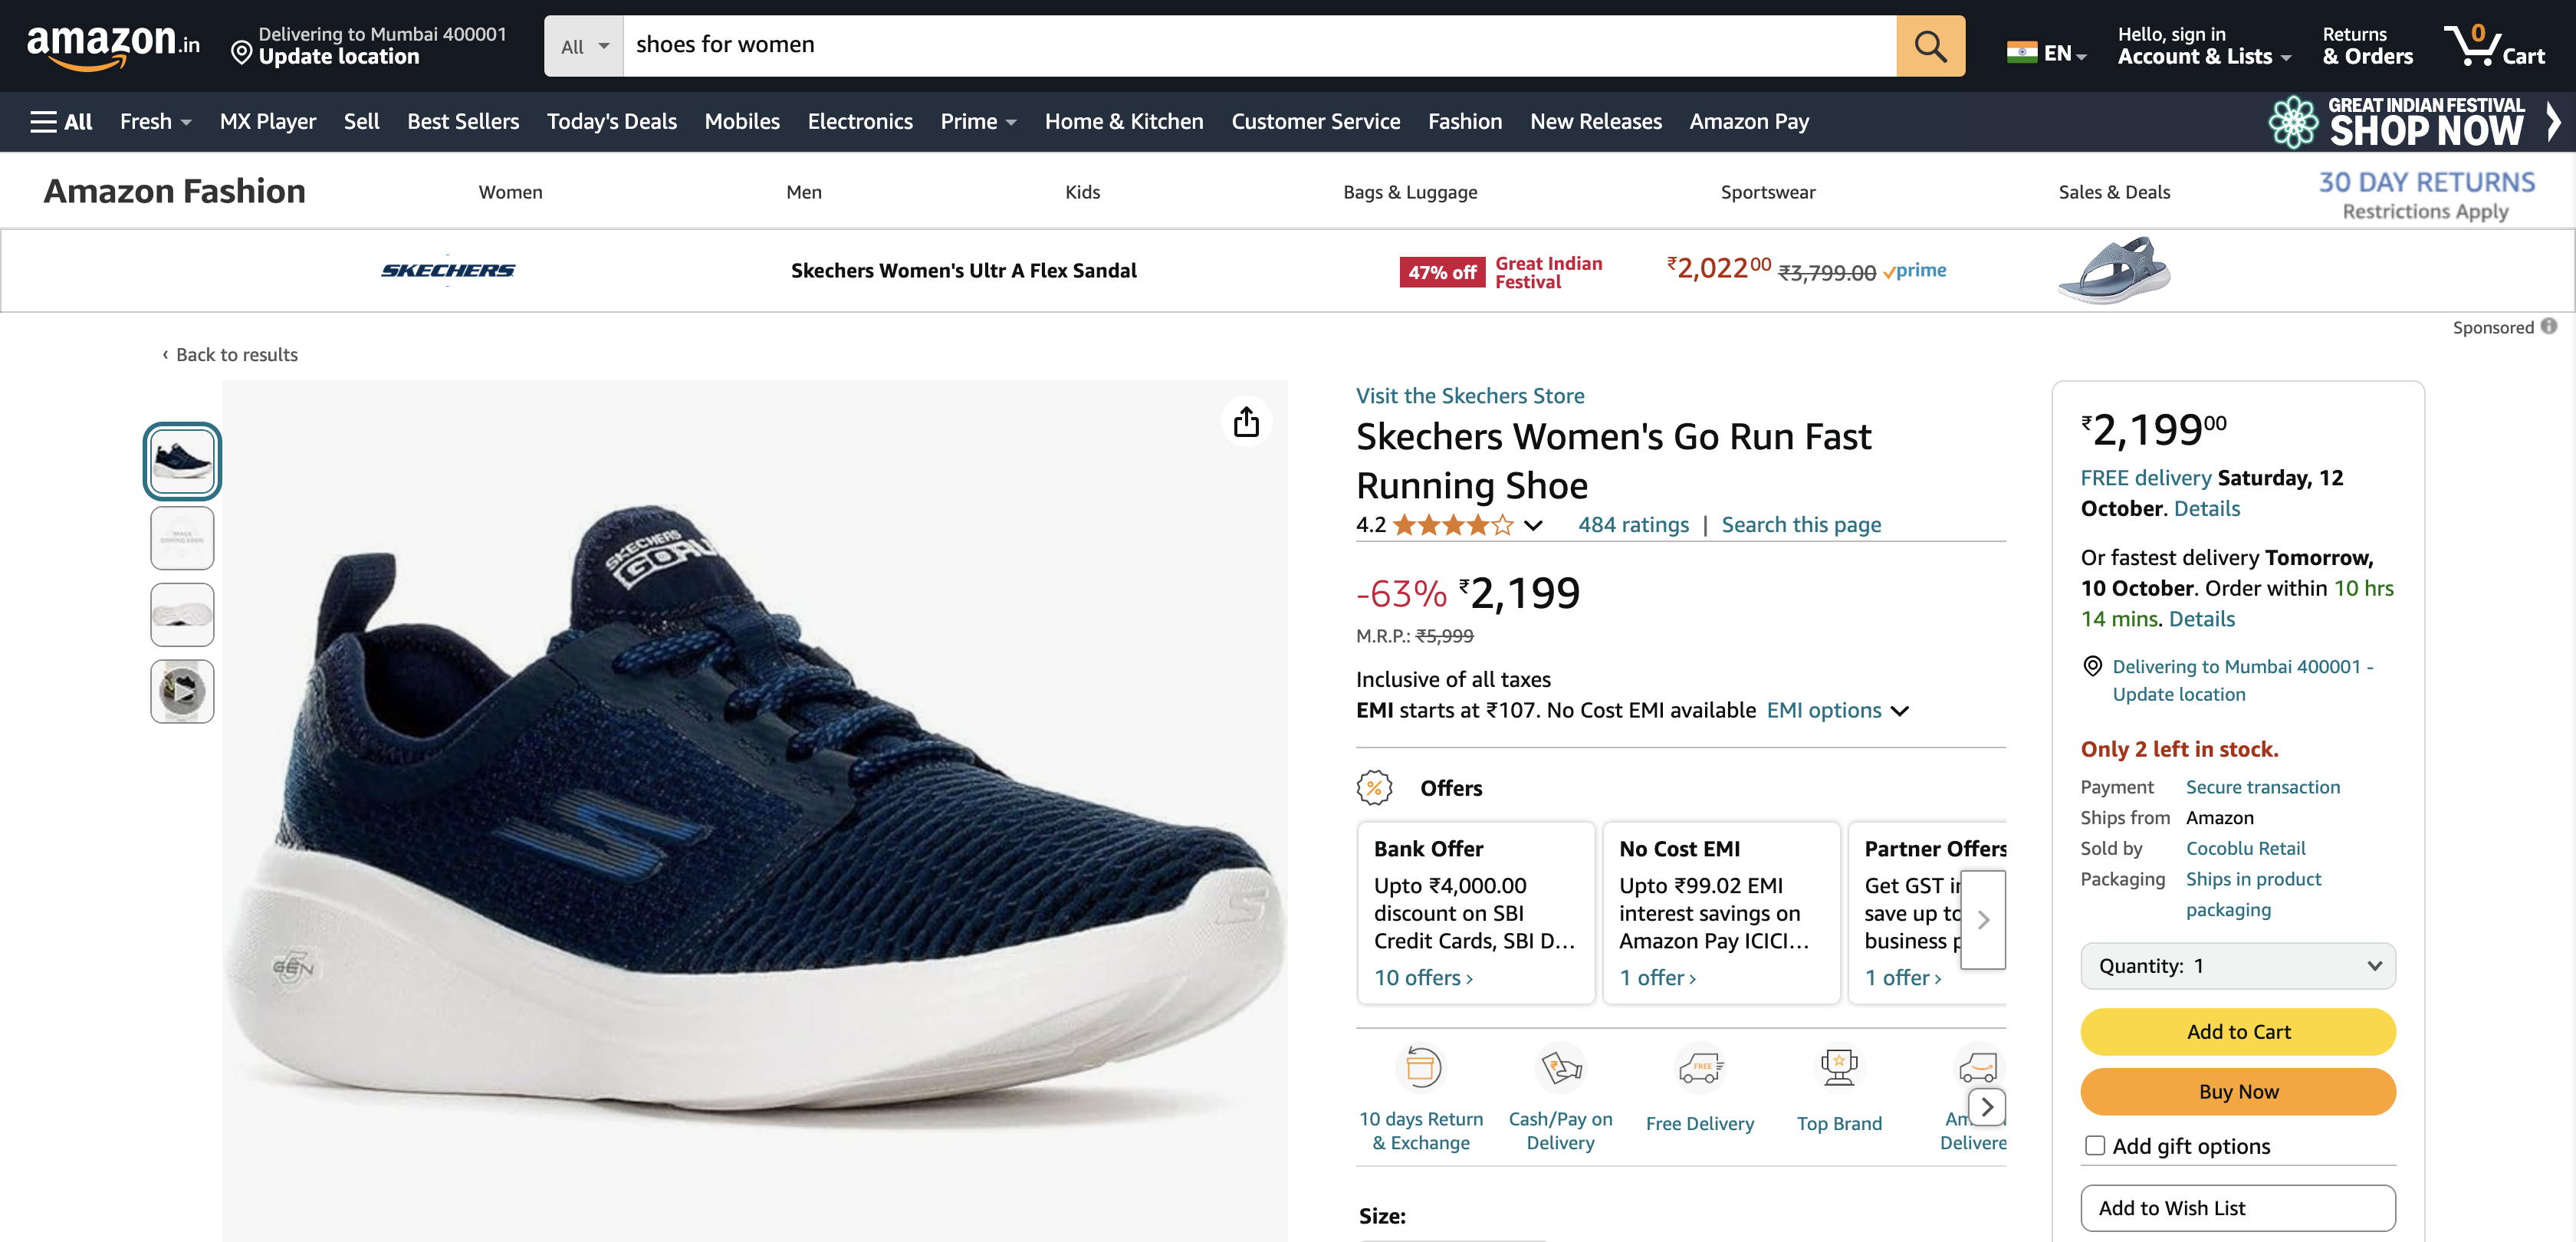 amazon.in
Delivering to Mumbai 400001
Update location
All
shoes for women
EN
Hello, sign in
Account & Lists
Returns
& Orders
0
Cart
All
Fresh
MX Player
Sell
Best Sellers
Today's Deals
Mobiles
Electronics
Prime
Home & Kitchen
Customer Service
Fashion
New Releases
Amazon Pay
GREAT INDIAN FESTIVAL
SHOP NOW
Amazon Fashion
Women
Men
Kids
Bags & Luggage
Sportswear
Sales & Deals
30 DAY RETURNS
Restrictions Apply
SKECHERS
Skechers Women's Ultr A Flex Sandal
47% off
Great Indian
Festival
₹2,02200 ₹3,799.00 prime
Sponsored
‹ Back to results
IMAGE
COMING SOON
SKECHERS
GORUN
S
GEN
5
S
Visit the Skechers Store
Skechers Women's Go Run Fast
Running Shoe
4.2
484 ratings | Search this page
-63% ₹2,199
M.R.P.: ₹5,999
Inclusive of all taxes
EMI starts at ₹107. No Cost EMI available EMI options
% Offers
Bank Offer
Upto ₹4,000.00
discount on SBI
Credit Cards, SBI D...
10 offers ›
No Cost EMI
Upto ₹99.02 EMI
interest savings on
Amazon Pay ICICI...
1 offer ›
Partner Offers
Get GST
save up to
business
1 offer ›
FREE
10 days Return
& Exchange
Cash/Pay on
Delivery
Free Delivery
Top Brand
Am
Delivere
Size:
₹2,19900
FREE delivery Saturday, 12
October. Details
Or fastest delivery Tomorrow,
10 October. Order within 10 hrs
14 mins. Details
Delivering to Mumbai 400001 -
Update location
Only 2 left in stock.
Payment Secure transaction
Ships from Amazon
Sold by Cocoblu Retail
Packaging Ships in product
packaging
Quantity: 1
Add to Cart
Buy Now
Add gift options
Add to Wish List